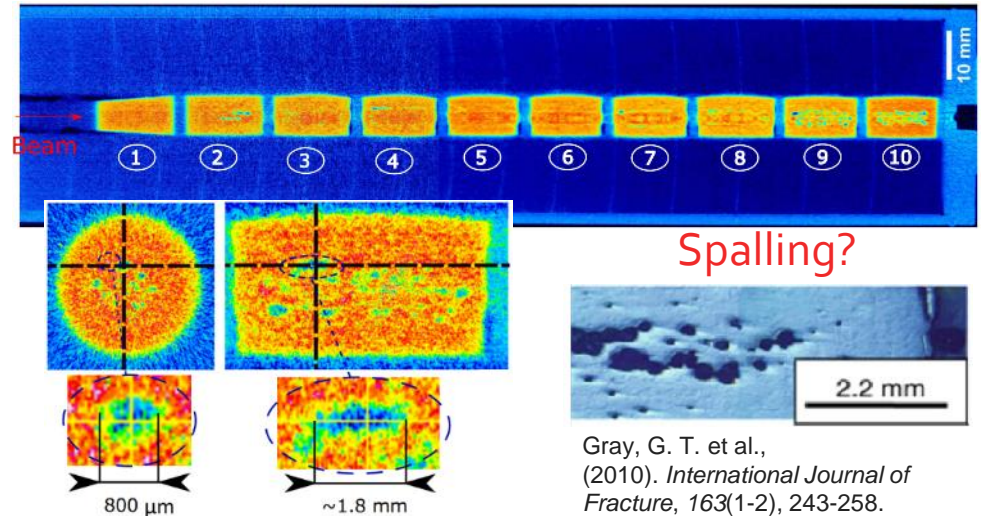 10 mm
Beam
1 2 3 4 5 6 7 8 9 10
Spalling?
2.2 mm
Gray, G. T. et al.,
(2010). International Journal of
Fracture, 163(1-2), 243-258.
800 µm
~1.8 mm